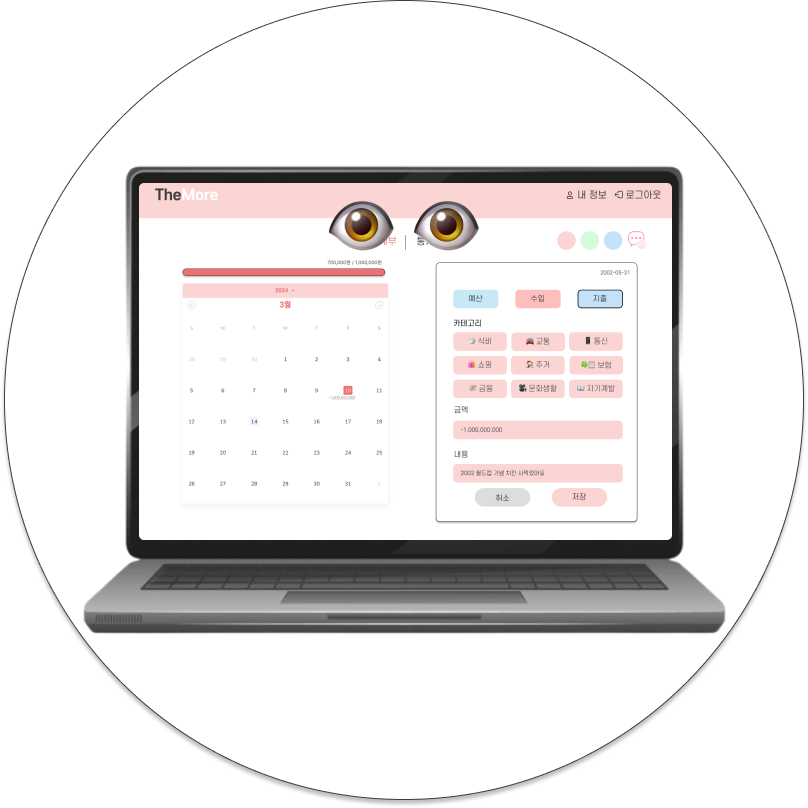 TheMore
내 정보 로그아웃
700,000원 / 1,000,000원
2024
3월
S M T W T F S
28 29 30 1 2 3 4
5 6 7 8 9 10 11
-1,000,000,000
12 13 14 15 16 17 18
19 20 21 22 23 24 25
26 27 28 29 30 31 1
2002-05-31
예산 수입 지출
카테고리
식비 교통 통신
쇼핑 주거 보험
금융 문화생활 자기계발
금액
-1,000,000,000
내용
2002 월드컵 기념 치킨 사먹었어요
취소 저장